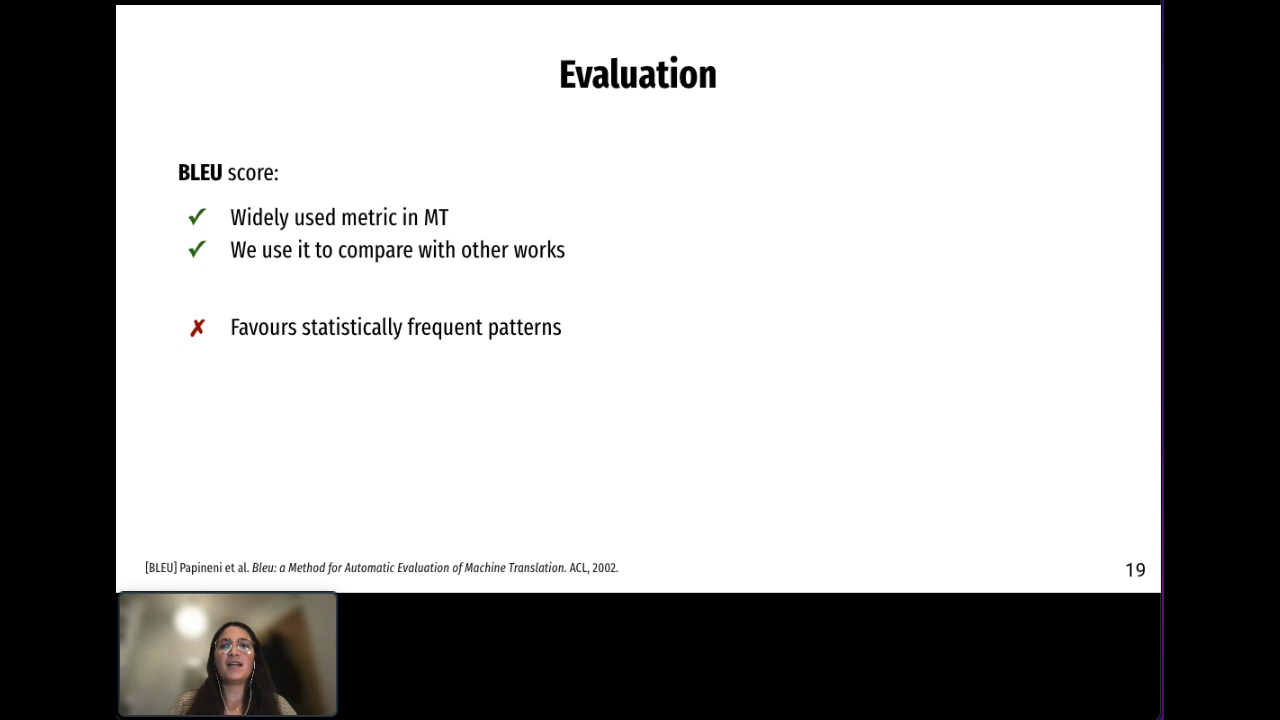 Evaluation
BLEU score:
✓ Widely used metric in MT
✓ We use it to compare with other works
✗ Favours statistically frequent patterns
[BLEU] Papineni et al. Bleu: a Method for Automatic Evaluation of Machine Translation. ACL, 2002.
19